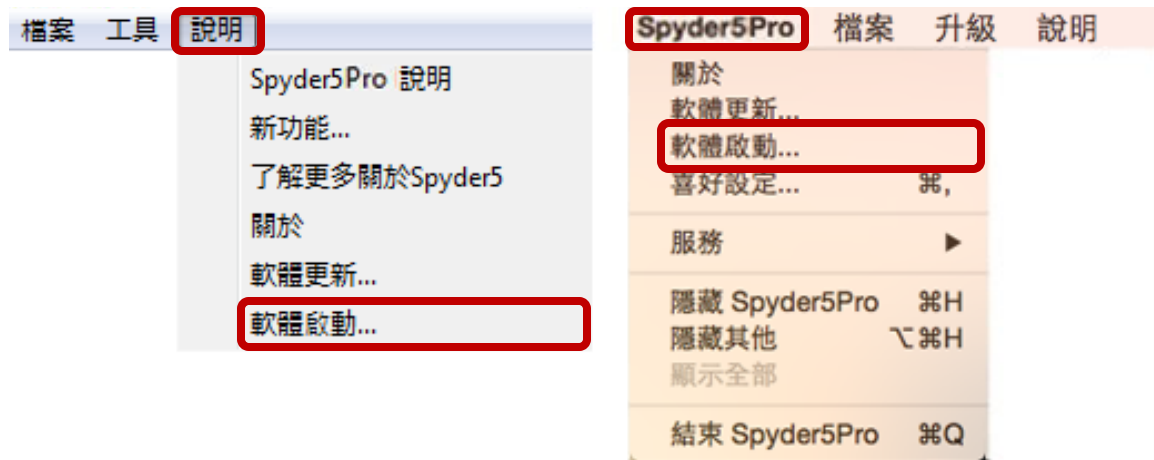 檔案 工具 說明
Spyder5Pro 說明
新功能...
了解更多關於Spyder5
關於
軟體更新...
軟體啟動...
Spyder5Pro 檔案 升級 說明
關於
軟體更新...
軟體啟動...
喜好設定... ⌘,
服務 ▶
隱藏 Spyder5Pro ⌘H
隱藏其他 ⌥⌘H
顯示全部
結束 Spyder5Pro ⌘Q